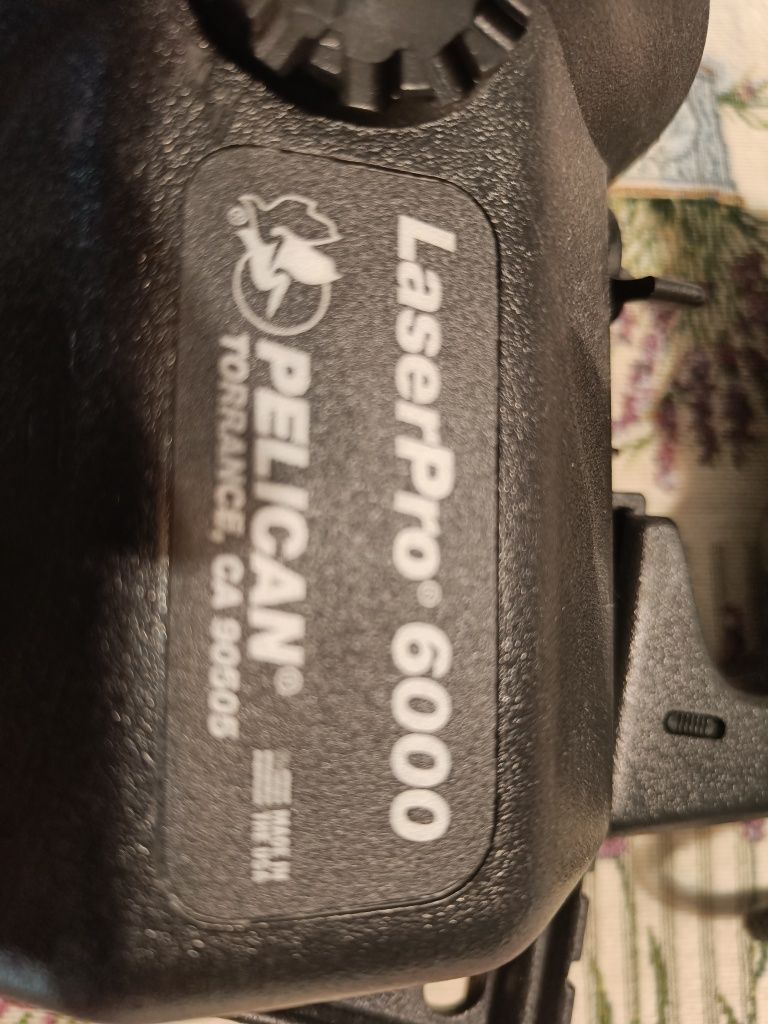 LaserPro® 6000
PELICAN®
TORRANCE, CA 90505
®